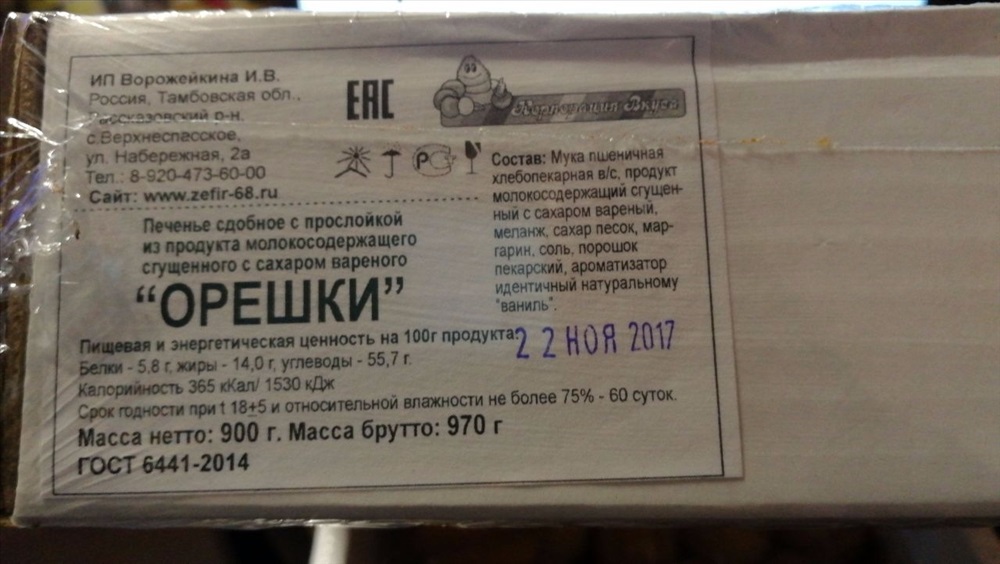 ИП Ворожейкина И.В.
Россия, Тамбовская обл.,
Рассказовский р-н.
с.Верхнеспасское,
ул. Набережная, 2а
Тел.: 8-920-473-60-00
Сайт: www.zefir-68.ru
ЕАС
Корпорация Вкуса
РСТ
Печенье сдобное с прослойкой
из продукта молокосодержащего
сгущенного с сахаром вареного
“ОРЕШКИ”
Состав: Мука пшеничная
хлебопекарная в/с, продукт
молокосодержащий сгущен-
ный с сахаром вареный,
меланж, сахар песок, мар-
гарин, соль, порошок
пекарский, ароматизатор
идентичный натуральному
"ваниль".
Пищевая и энергетическая ценность на 100г продукта:
22 НОЯ 2017
Белки - 5,8 г, жиры - 14,0 г, углеводы - 55,7 г.
Калорийность 365 кКал/ 1530 кДж
Срок годности при t 18±5 и относительной влажности не более 75% - 60 суток.
Масса нетто: 900 г. Масса брутто: 970 г
ГОСТ 6441-2014